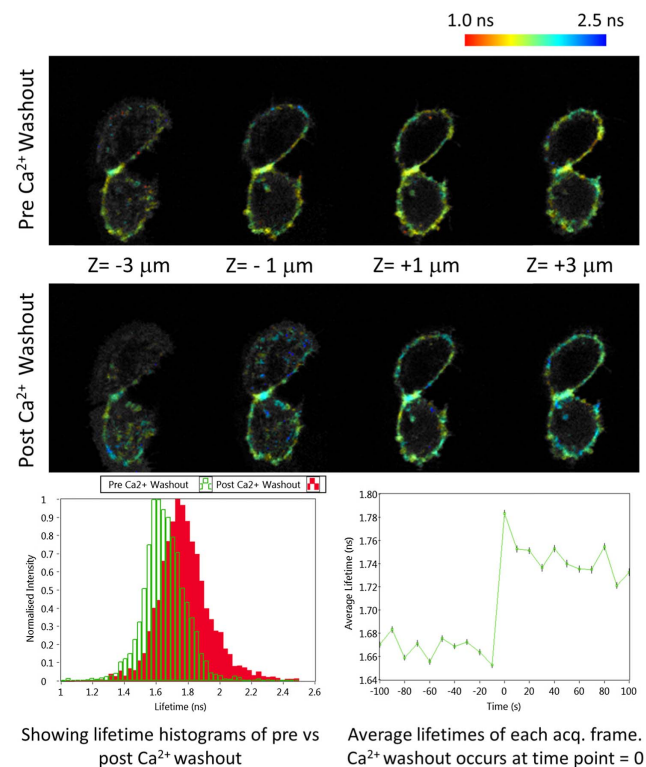 1.0 ns 2.5 ns
Pre Ca²⁺ Washout
Z= -3 μm Z= - 1 μm Z= +1 μm Z= +3 μm
Post Ca²⁺ Washout
Pre Ca2+ Washout Post Ca2+ Washout
Normalised Intensity
1
0.9
0.8
0.7
0.6
0.5
0.4
0.3
0.2
0.1
0
1 1.2 1.4 1.6 1.8 2 2.2 2.4 2.6
Lifetime (ns)
Average Lifetime (ns)
1.80
1.78
1.76
1.74
1.72
1.70
1.68
1.66
1.64
-100 -80 -60 -40 -20 0 20 40 60 80 100
Time (s)
Showing lifetime histograms of pre vs
post Ca²⁺ washout
Average lifetimes of each acq. frame.
Ca²⁺ washout occurs at time point = 0